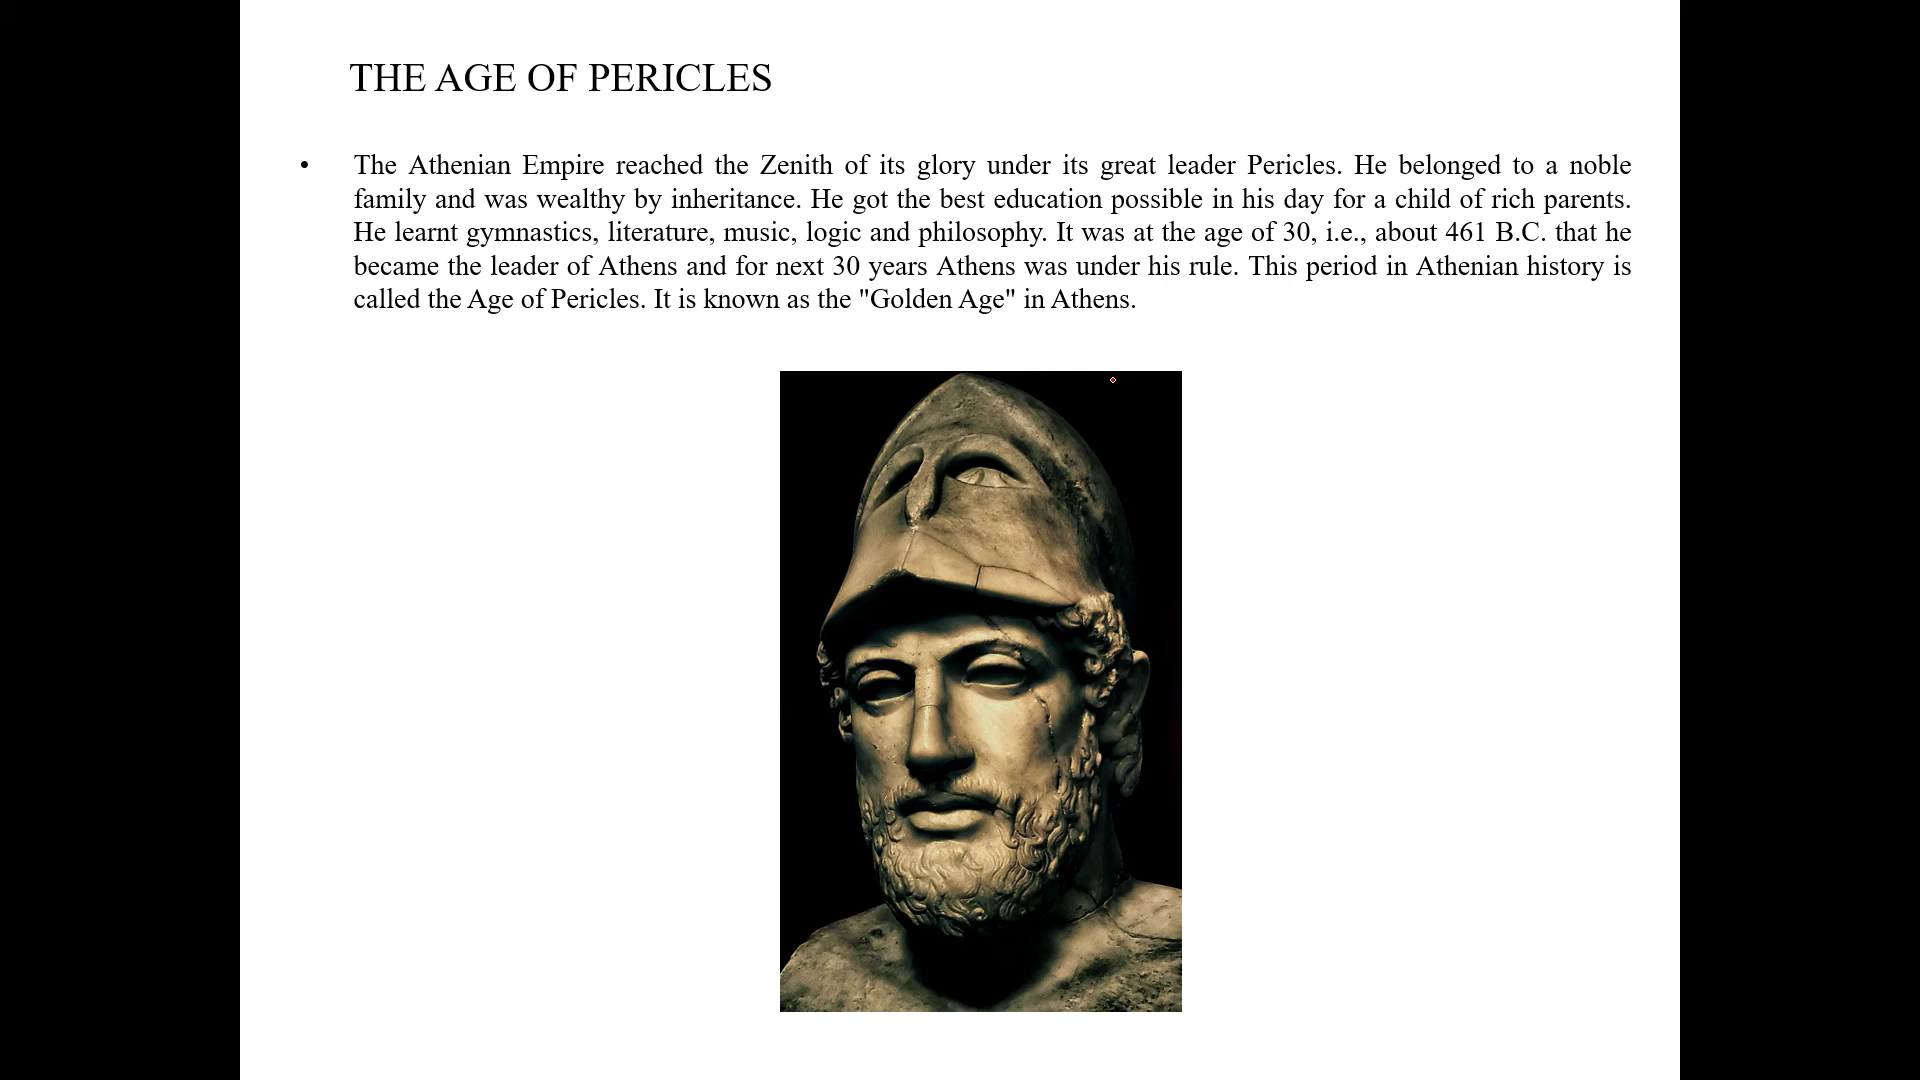 THE AGE OF PERICLES
• The Athenian Empire reached the Zenith of its glory under its great leader Pericles. He belonged to a noble
family and was wealthy by inheritance. He got the best education possible in his day for a child of rich parents.
He learnt gymnastics, literature, music, logic and philosophy. It was at the age of 30, i.e., about 461 B.C. that he
became the leader of Athens and for next 30 years Athens was under his rule. This period in Athenian history is
called the Age of Pericles. It is known as the "Golden Age" in Athens.